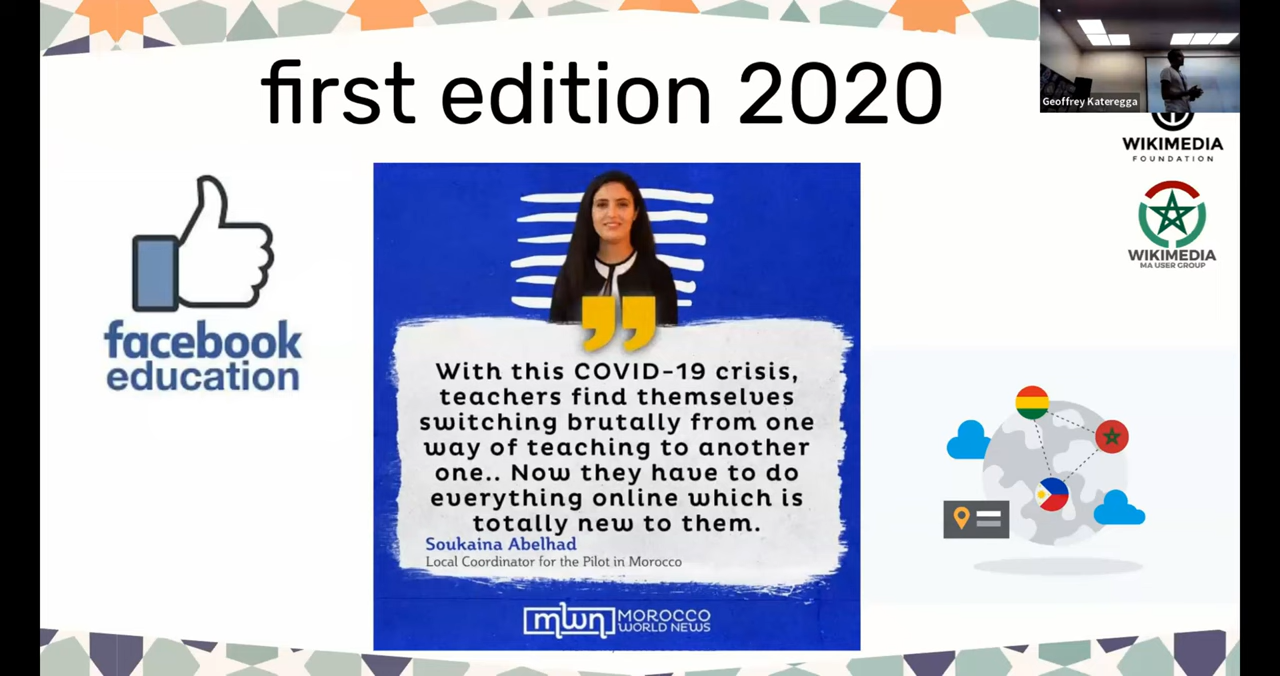 first edition 2020
Geoffrey Kateregga
WIKIMEDIA
FOUNDATION
WIKIMEDIA
MA USER GROUP
facebook
education
With this COVID-19 crisis,
teachers find themselves
switching brutally from one
way of teaching to another
one.. Now they have to do
everything online which is
totally new to them.
Soukaina Abelhad
Local Coordinator for the Pilot in Morocco
mwn MOROCCO
WORLD NEWS